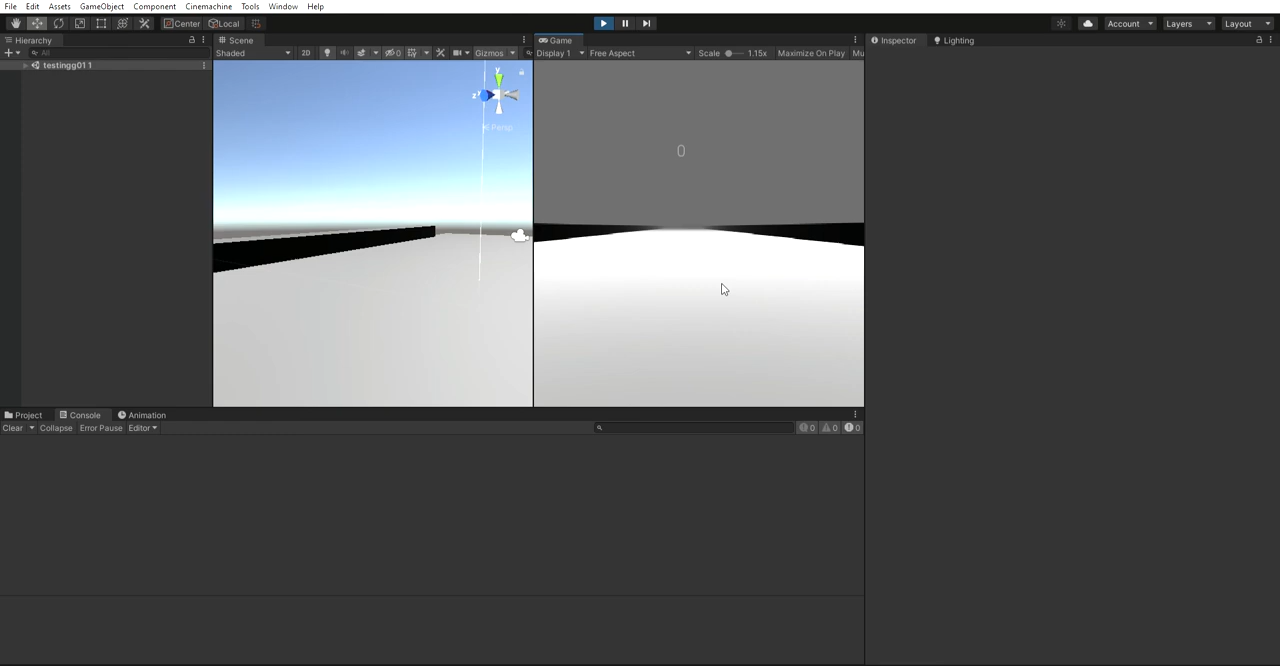 File Edit Assets GameObject Component Cinemachine Tools Window Help
Center Local Account Layers Layout
Hierarchy Scene Game Inspector Lighting
All Shaded 2D 0 Gizmos Display 1 Free Aspect Scale 1.15x Maximize On Play Mu
testingg01 1
y
z
Persp
0
Project Console Animation
Clear Collapse Error Pause Editor 0 0 0